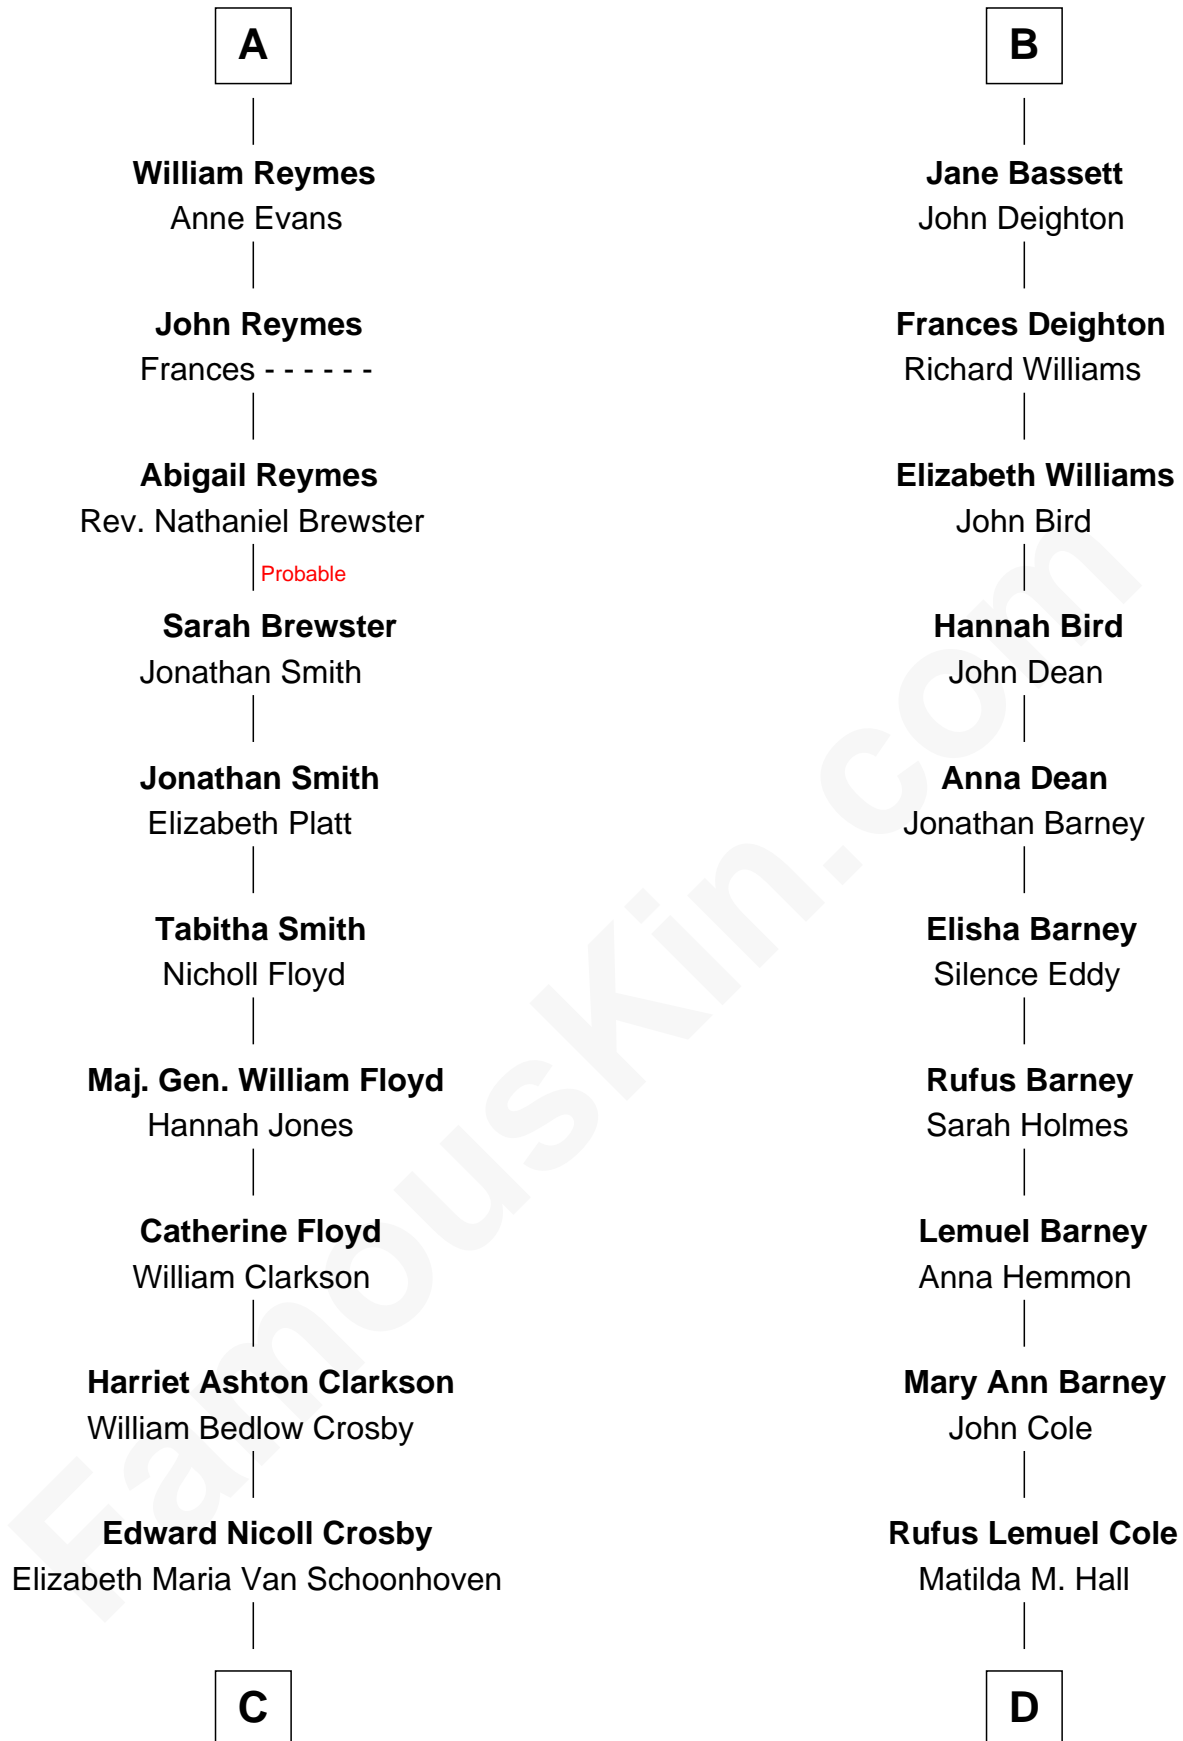 A
William Reymes
Anne Evans
John Reymes
Frances - - - - - -
Abigail Reymes
Rev. Nathaniel Brewster
Probable
Sarah Brewster
Jonathan Smith
Jonathan Smith
Elizabeth Platt
Tabitha Smith
Nicholl Floyd
Maj. Gen. William Floyd
Hannah Jones
Catherine Floyd
William Clarkson
Harriet Ashton Clarkson
William Bedlow Crosby
Edward Nicoll Crosby
Elizabeth Maria Van Schoonhoven
C
B
Jane Bassett
John Deighton
Frances Deighton
Richard Williams
Elizabeth Williams
John Bird
Hannah Bird
John Dean
Anna Dean
Jonathan Barney
Elisha Barney
Silence Eddy
Rufus Barney
Sarah Holmes
Lemuel Barney
Anna Hemmon
Mary Ann Barney
John Cole
Rufus Lemuel Cole
Matilda M. Hall
D
FamousKin.com